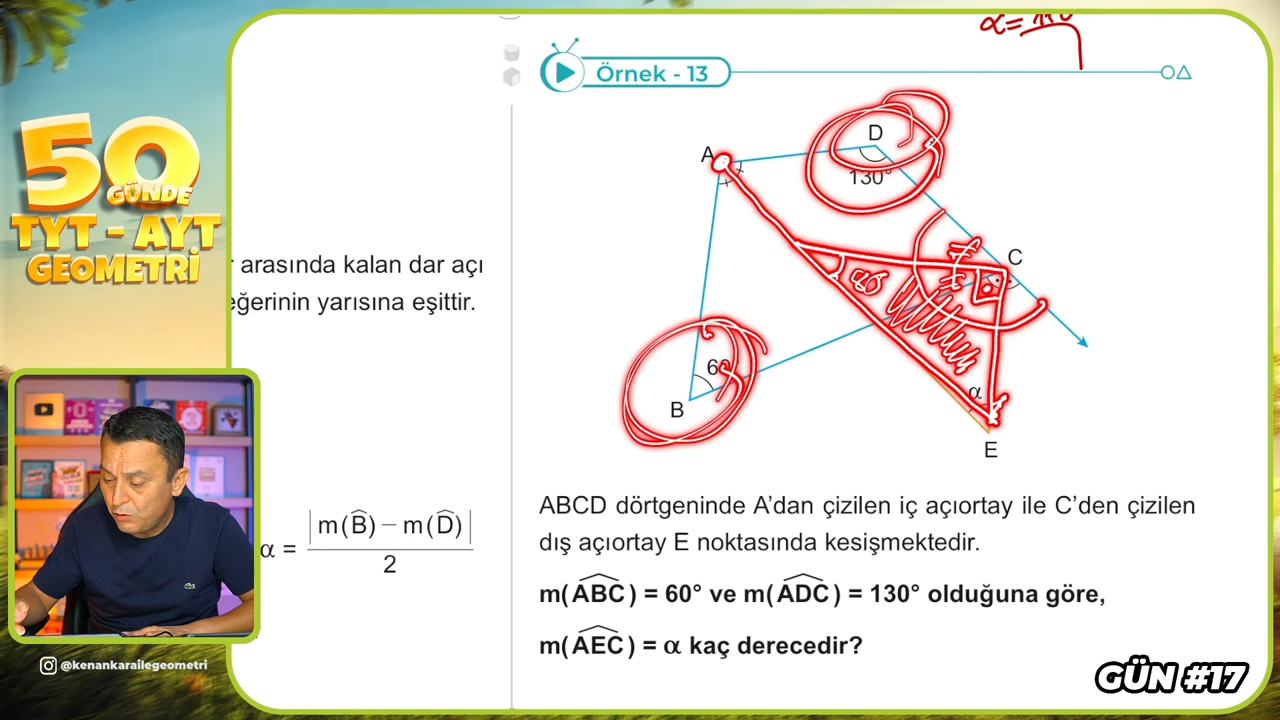 50
GÜNDE
TYT - AYT
GEOMETRİ
@kenankarailegeometri
arasında kalan dar açı
eğerinin yarısına eşittir.
α = |m(B̂) − m(D̂)| / 2
Örnek - 13
A
D
130°
C
B
α
E
ABCD dörtgeninde A’dan çizilen iç açıortay ile C’den çizilen
dış açıortay E noktasında kesişmektedir.
m(ABC) = 60° ve m(ADC) = 130° olduğuna göre,
m(AEC) = α kaç derecedir?
GÜN #17